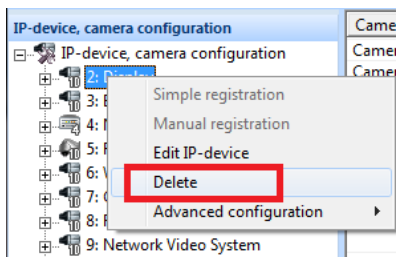 IP-device, camera configuration
Came
IP-device, camera configuration
Camer
2: Display
Camer
3:
Simple registration
4:
Manual registration
5:
Edit IP-device
6:
Delete
7:
Advanced configuration
8:
9: Network Video System